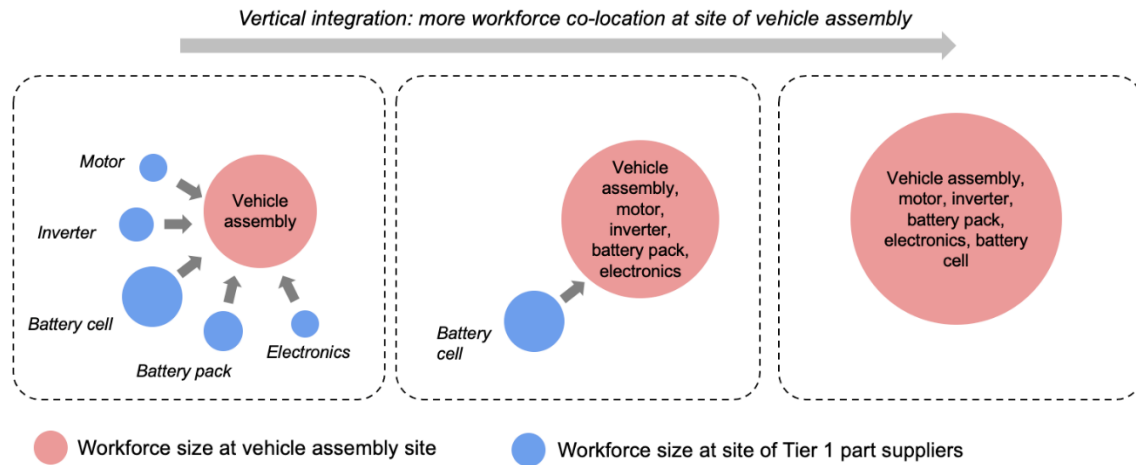 Vertical integration: more workforce co-location at site of vehicle assembly
Motor
Inverter
Battery cell
Battery pack
Electronics
Vehicle
assembly
Battery
cell
Vehicle
assembly,
motor,
inverter,
battery pack,
electronics
Vehicle assembly,
motor, inverter,
battery pack,
electronics, battery
cell
Workforce size at vehicle assembly site
Workforce size at site of Tier 1 part suppliers